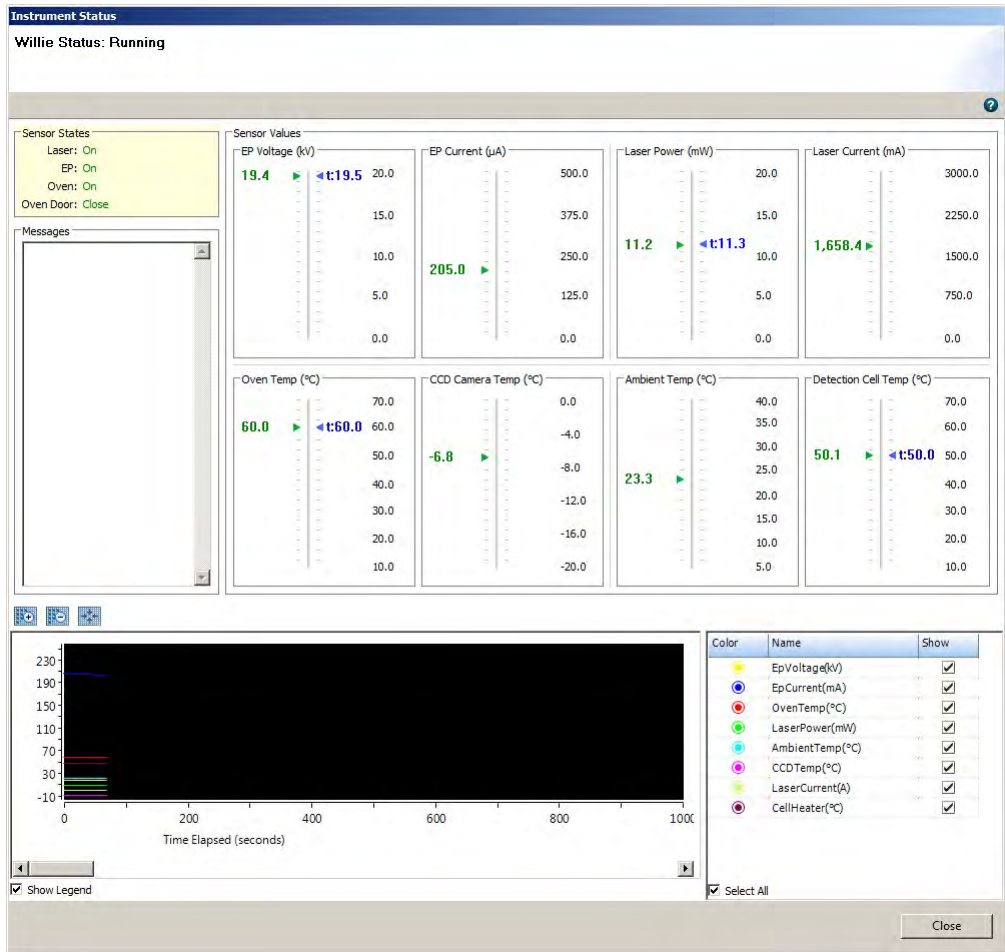 Instrument Status
Willie Status: Running
Sensor States
Laser: On
EP: On
Oven: On
Oven Door: Close
Messages
Sensor Values
EP Voltage (kV)
19.4
t:19.5
20.0
15.0
10.0
5.0
0.0
EP Current (µA)
205.0
500.0
375.0
250.0
125.0
0.0
Laser Power (mW)
11.2
t:11.3
20.0
15.0
10.0
5.0
0.0
Laser Current (mA)
1,658.4
3000.0
2250.0
1500.0
750.0
0.0
Oven Temp (°C)
60.0
t:60.0
70.0
60.0
50.0
40.0
30.0
20.0
10.0
CCD Camera Temp (°C)
-6.8
0.0
-4.0
-8.0
-12.0
-16.0
-20.0
Ambient Temp (°C)
23.3
40.0
35.0
30.0
25.0
20.0
15.0
10.0
5.0
Detection Cell Temp (°C)
50.1
t:50.0
70.0
60.0
50.0
40.0
30.0
20.0
10.0
230
190
150
110
70
30
-10
0 200 400 600 800 100
Time Elapsed (seconds)
Show Legend
Color Name Show
EpVoltage(kV)
EpCurrent(mA)
OvenTemp(°C)
LaserPower(mW)
AmbientTemp(°C)
CCDTemp(°C)
LaserCurrent(A)
CellHeater(°C)
Select All
Close